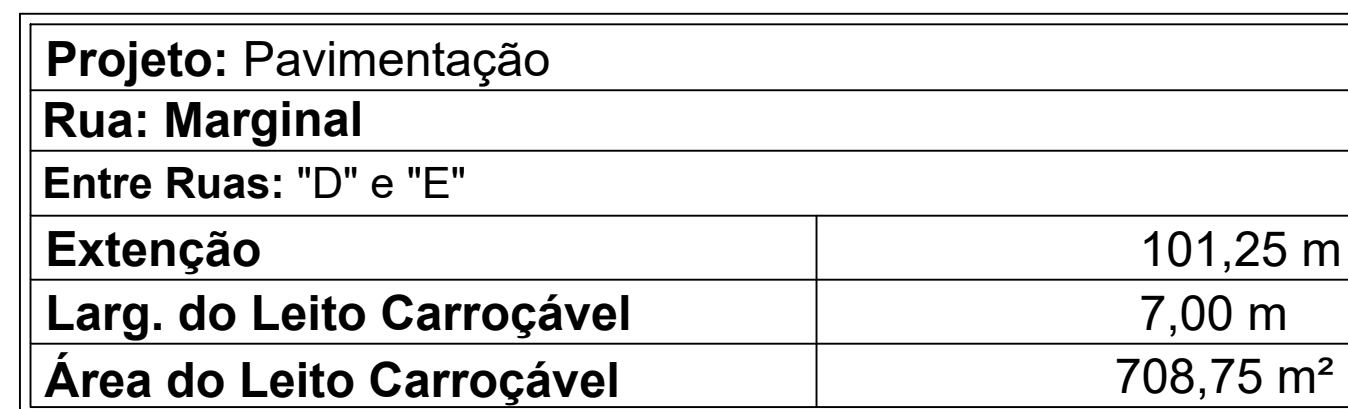 Projeto: Pavimentação
Rua: Marginal
Entre Ruas: "D" e "E"
Extenção 101,25 m
Larg. do Leito Carroçável 7,00 m
Área do Leito Carroçável 708,75 m²